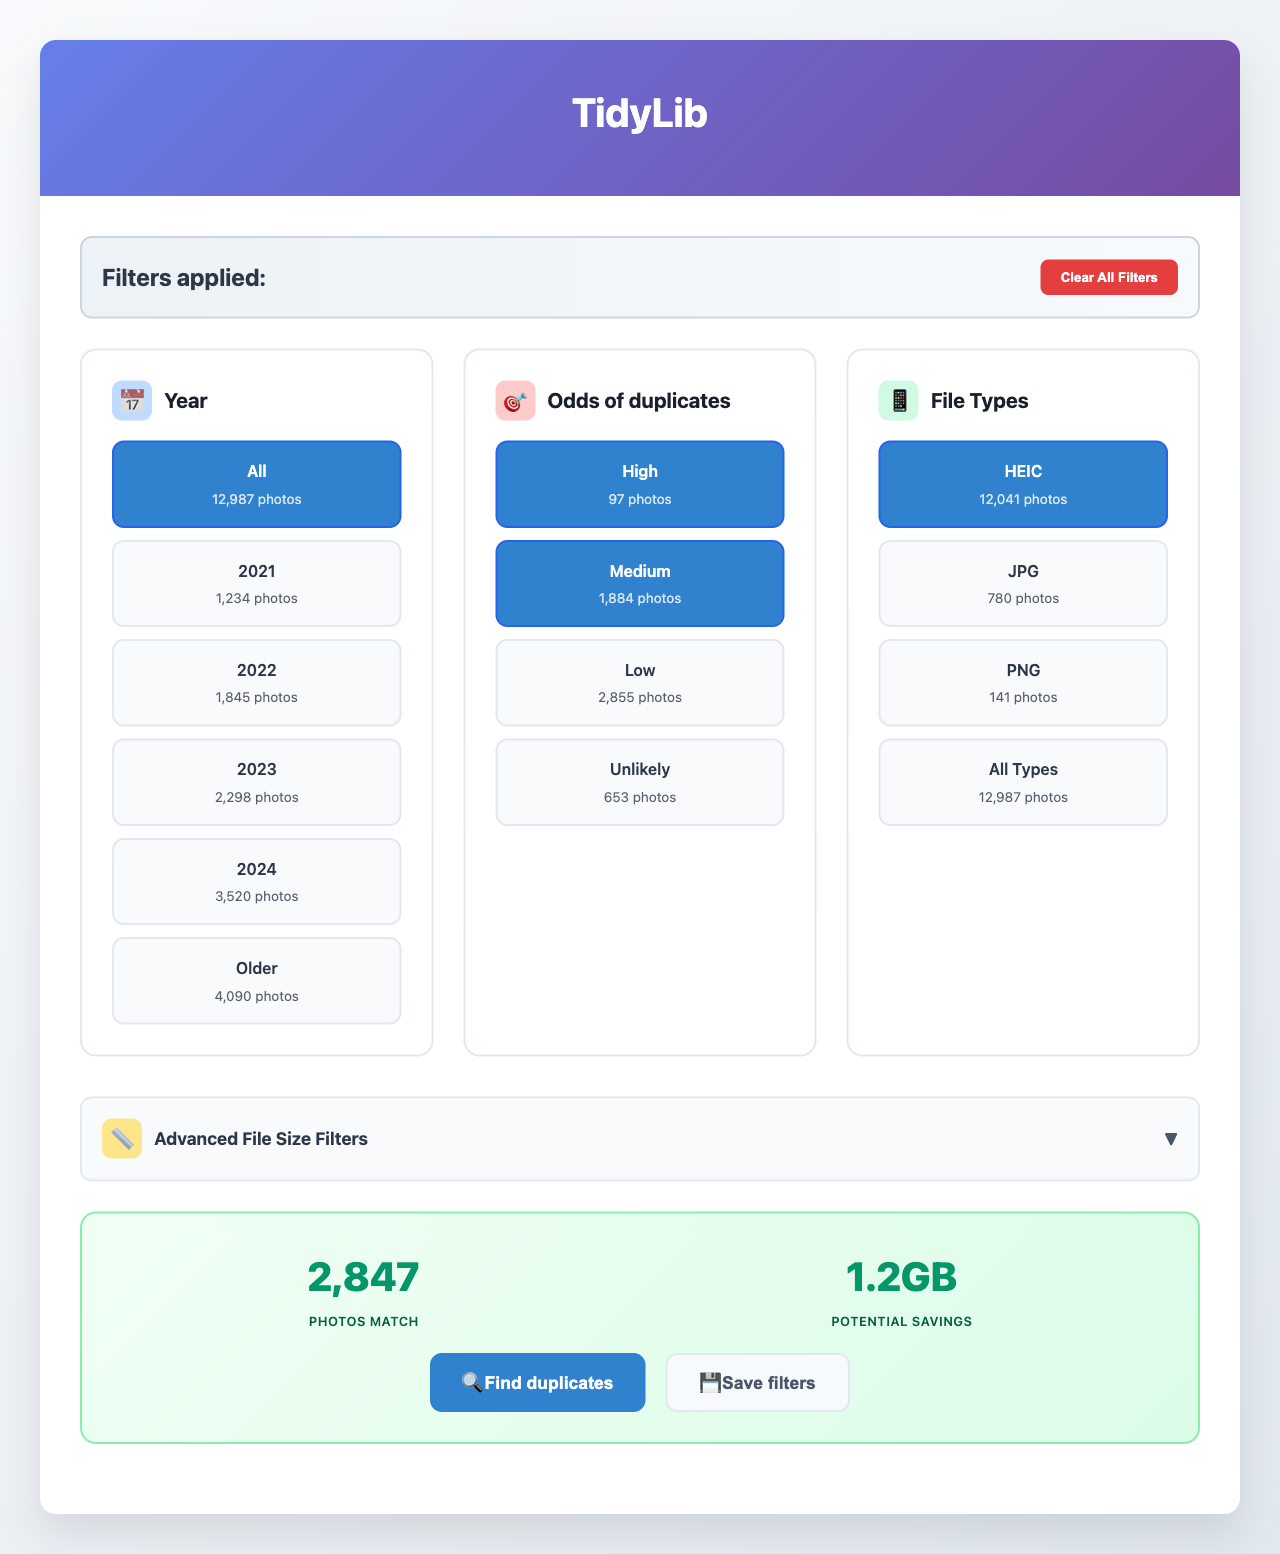 TidyLib
Filters applied:
Clear All Filters
Year
All
12,987 photos
2021
1,234 photos
2022
1,845 photos
2023
2,298 photos
2024
3,520 photos
Older
4,090 photos
Odds of duplicates
High
97 photos
Medium
1,884 photos
Low
2,855 photos
Unlikely
653 photos
File Types
HEIC
12,041 photos
JPG
780 photos
PNG
141 photos
All Types
12,987 photos
Advanced File Size Filters
2,847
PHOTOS MATCH
1.2GB
POTENTIAL SAVINGS
Find duplicates
Save filters